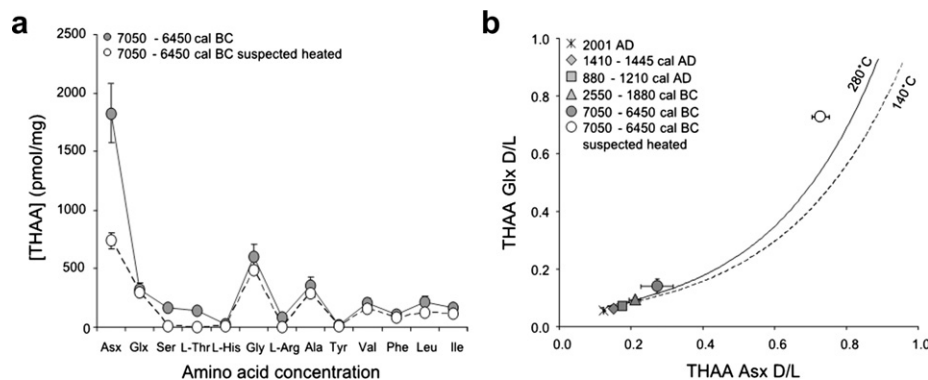 a
7050 - 6450 cal BC
7050 - 6450 cal BC suspected heated
[THAA] (pmol/mg)
2500
2000
1500
1000
500
0
Asx Glx Ser L-Thr L-His Gly L-Arg Ala Tyr Val Phe Leu Ile
Amino acid concentration
b
2001 AD
1410 - 1445 cal AD
880 - 1210 cal AD
2550 - 1880 cal BC
7050 - 6450 cal BC
7050 - 6450 cal BC
suspected heated
280°C
140°C
THAA Glx D/L
1.0
0.8
0.6
0.4
0.2
0.0
0.0 0.2 0.4 0.6 0.8 1.0
THAA Asx D/L